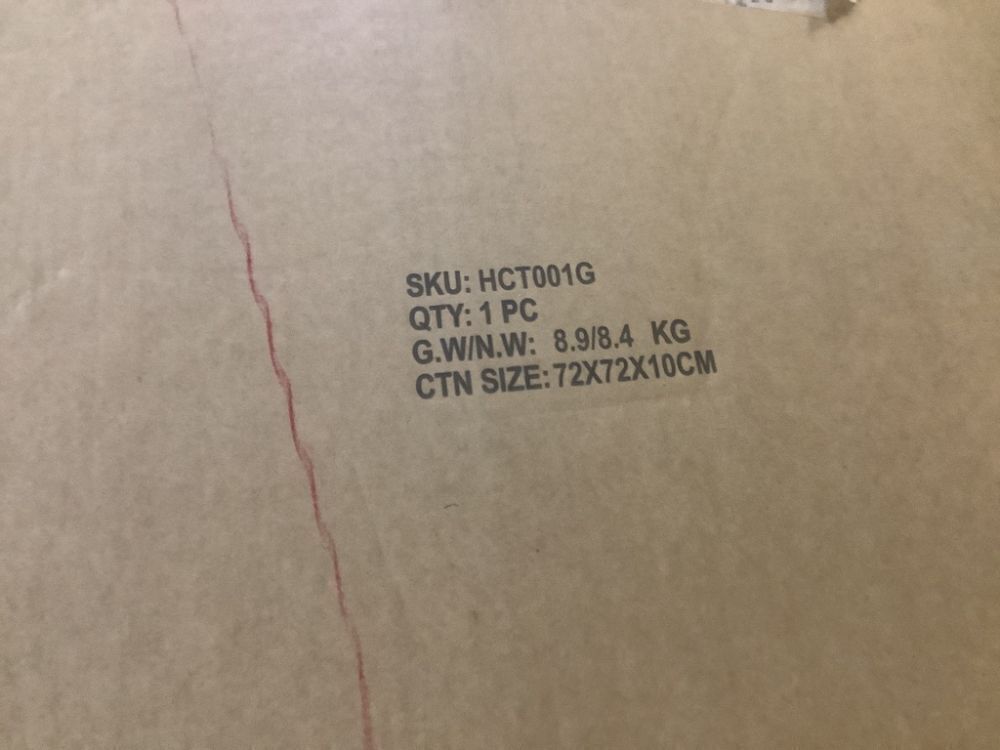 SKU: HCT001G
QTY: 1 PC
G.W/N.W: 8.9/8.4 KG
CTN SIZE: 72X72X10CM